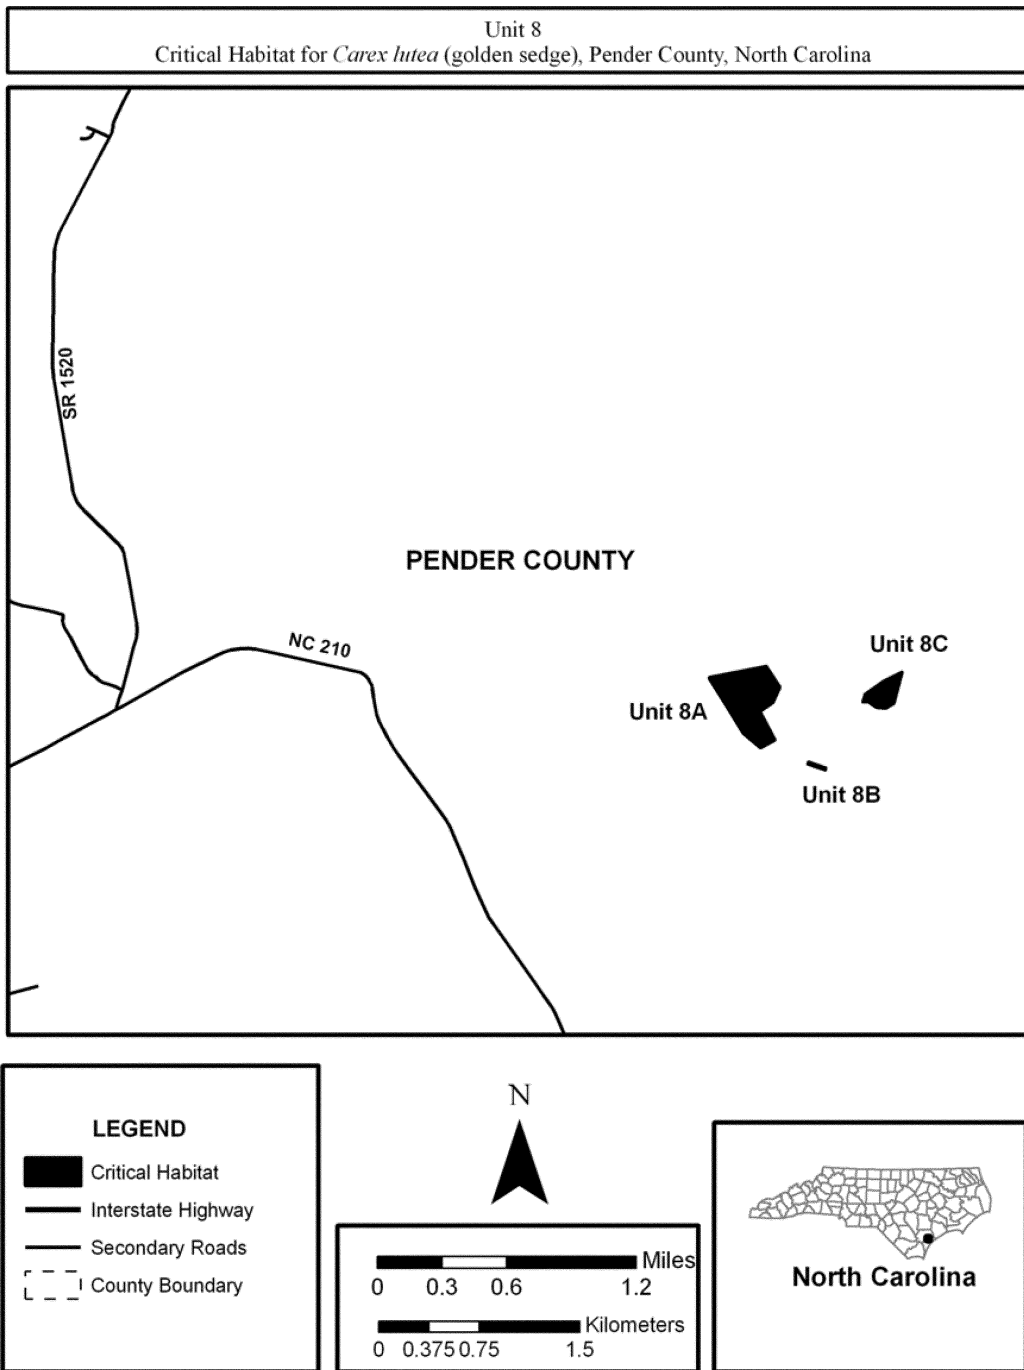 Unit 8
Critical Habitat for Carex lutea (golden sedge), Pender County, North Carolina
SR 1520
PENDER COUNTY
NC 210
Unit 8C
Unit 8A
Unit 8B
LEGEND
Critical Habitat
Interstate Highway
Secondary Roads
County Boundary
N
Miles
0 0.3 0.6 1.2
Kilometers
0 0.375 0.75 1.5
North Carolina